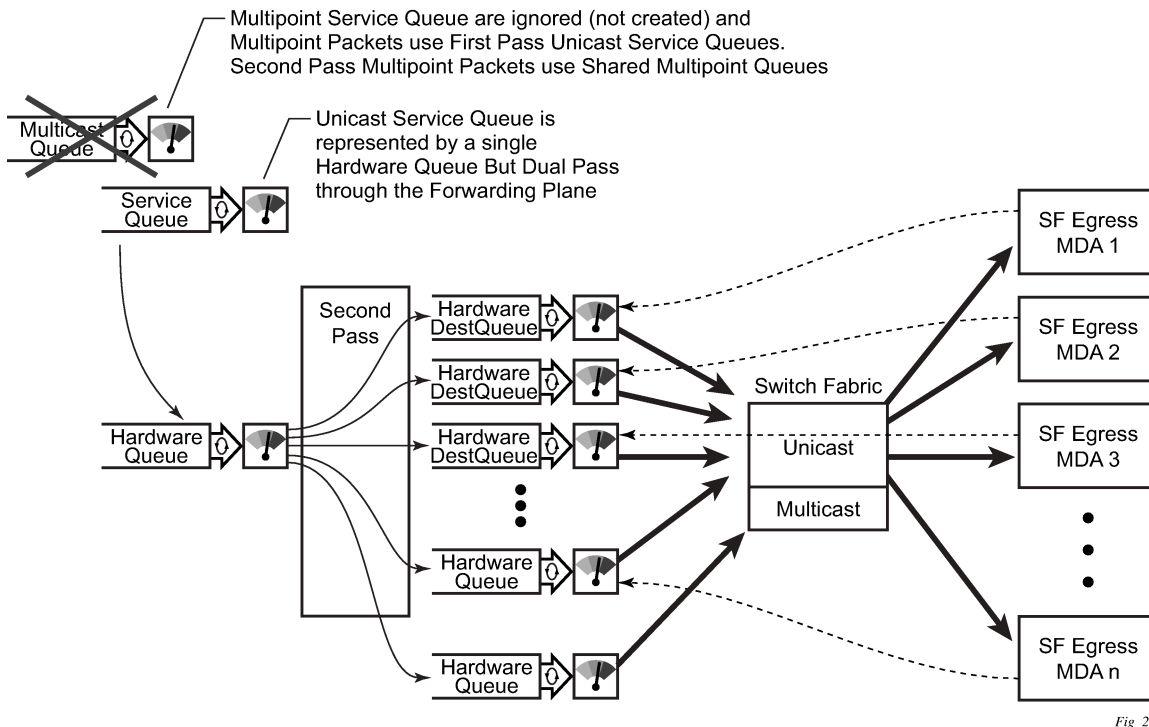 Multipoint Service Queue are ignored (not created) and
Multipoint Packets use First Pass Unicast Service Queues.
Second Pass Multipoint Packets use Shared Multipoint Queues
Multicast
Queue
Unicast Service Queue is
represented by a single
Hardware Queue But Dual Pass
through the Forwarding Plane
Service
Queue
SF Egress
MDA 1
Second
Pass
Hardware
DestQueue
SF Egress
MDA 2
Hardware
DestQueue
Switch Fabric
Hardware
Queue
Hardware
DestQueue
Unicast
SF Egress
MDA 3
Multicast
Hardware
Queue
SF Egress
MDA n
Hardware
Queue
Fig_2